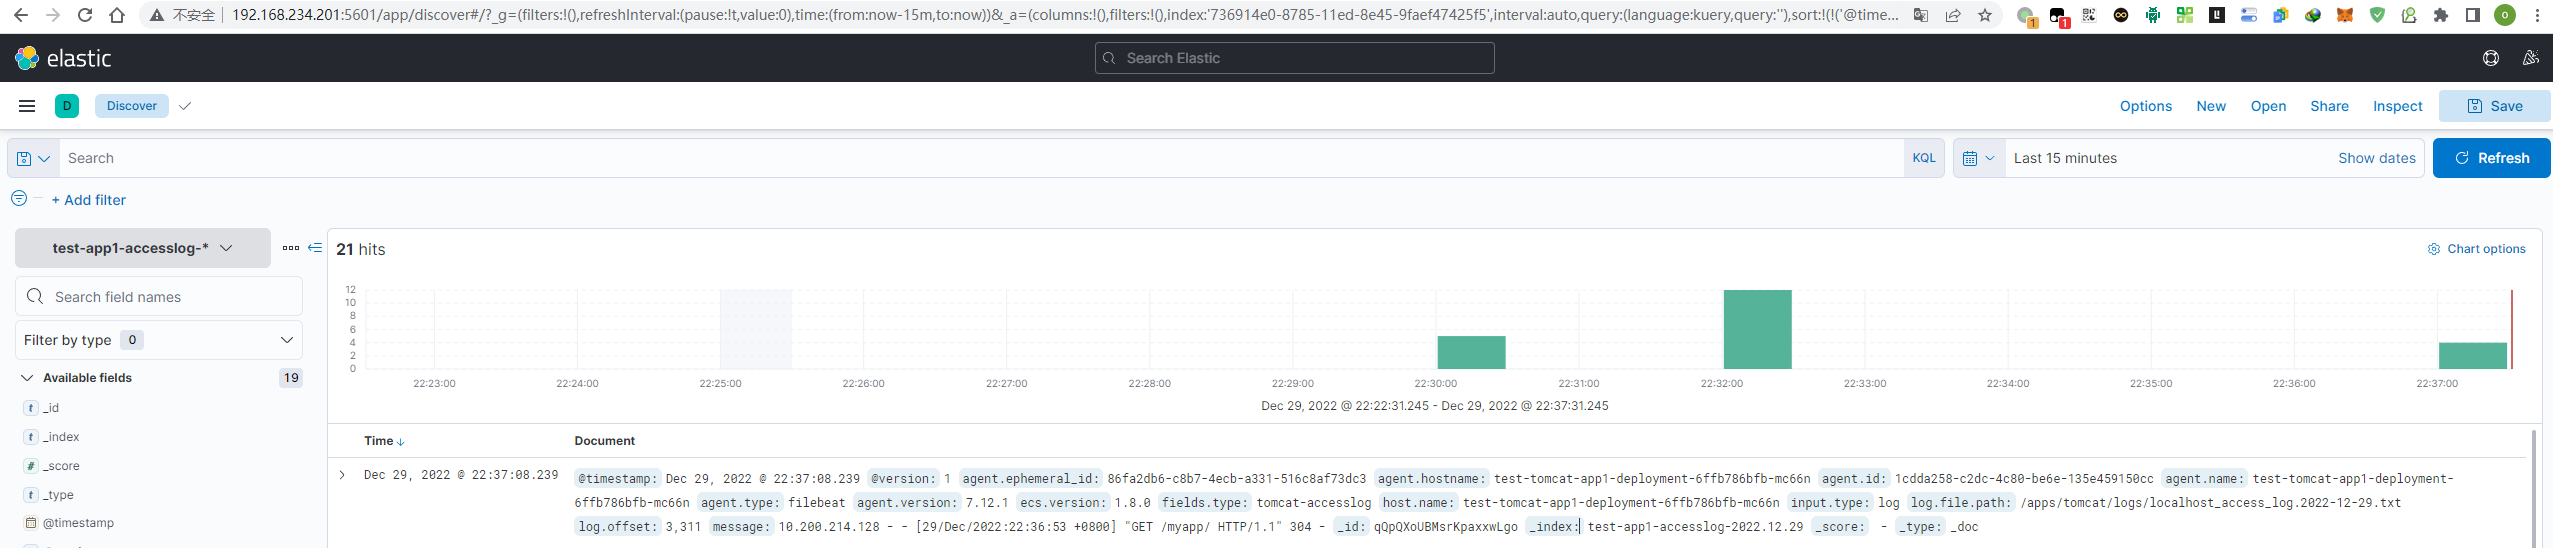 不安全 192.168.234.201:5601/app/discover#/?_g=(filters:!(),refreshInterval:(pause:!t,value:0),time:(from:now-15m,to:now))&_a=(columns:!(),filters:!(),index:'736914e0-8785-11ed-8e45-9faef47425f5',interval:auto,query:(language:kuery,query:''),sort:!(!('@time...
elastic
Search Elastic
D Discover
Options New Open Share Inspect Save
Search KQL Last 15 minutes Show dates Refresh
+ Add filter
test-app1-accesslog-*
21 hits
Chart options
Search field names
Filter by type 0
Available fields 19
_id
_index
_score
_type
@timestamp
12
10
8
6
4
2
0
22:23:00 22:24:00 22:25:00 22:26:00 22:27:00 22:28:00 22:29:00 22:30:00 22:31:00 22:32:00 22:33:00 22:34:00 22:35:00 22:36:00 22:37:00
Dec 29, 2022 @ 22:22:31.245 - Dec 29, 2022 @ 22:37:31.245
Time Document
Dec 29, 2022 @ 22:37:08.239 @timestamp: Dec 29, 2022 @ 22:37:08.239 @version: 1 agent.ephemeral_id: 86fa2db6-c8b7-4ecb-a331-516c8af73dc3 agent.hostname: test-tomcat-app1-deployment-6ffb786bfb-mc66n agent.id: 1cdda258-c2dc-4c80-be6e-135e459150cc agent.name: test-tomcat-app1-deployment-
6ffb786bfb-mc66n agent.type: filebeat agent.version: 7.12.1 ecs.version: 1.8.0 fields.type: tomcat-accesslog host.name: test-tomcat-app1-deployment-6ffb786bfb-mc66n input.type: log log.file.path: /apps/tomcat/logs/localhost_access_log.2022-12-29.txt
log.offset: 3,311 message: 10.200.214.128 - - [29/Dec/2022:22:36:53 +0800] "GET /myapp/ HTTP/1.1" 304 - _id: qQpQXoUBMsrKpaxxwLgo _index: test-app1-accesslog-2022.12.29 _score: - _type: _doc